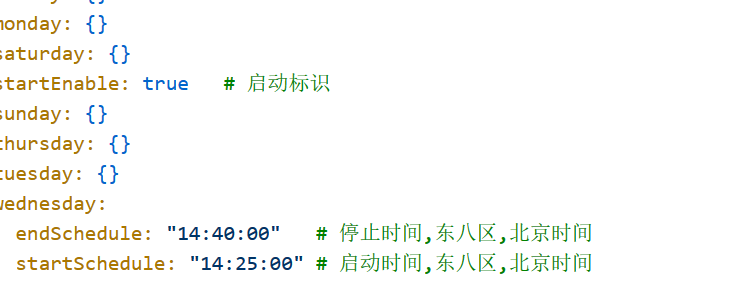 monday: {}
saturday: {}
startEnable: true   # 启动标识
sunday: {}
thursday: {}
tuesday: {}
wednesday:
  endSchedule: "14:40:00"   # 停止时间,东八区,北京时间
  startSchedule: "14:25:00" # 启动时间,东八区,北京时间